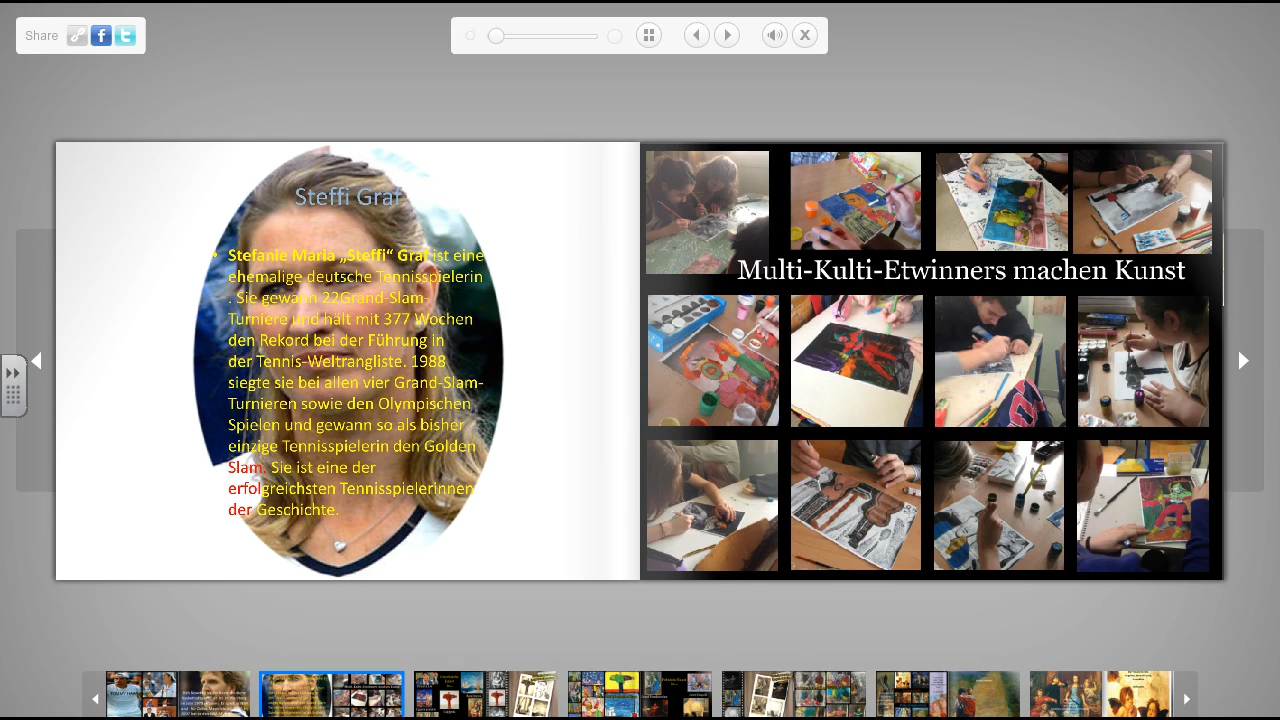 Share
Steffi Graf
• Stefanie Maria „Steffi“ Graf ist eine
ehemalige deutsche Tennisspielerin
. Sie gewann 22Grand-Slam-
Turniere und hält mit 377 Wochen
den Rekord bei der Führung in
der Tennis-Weltrangliste. 1988
siegte sie bei allen vier Grand-Slam-
Turnieren sowie den Olympischen
Spielen und gewann so als bisher
einzige Tennisspielerin den Golden
Slam. Sie ist eine der
erfolgreichsten Tennisspielerinnen
der Geschichte.
Multi-Kulti-Etwinners machen Kunst